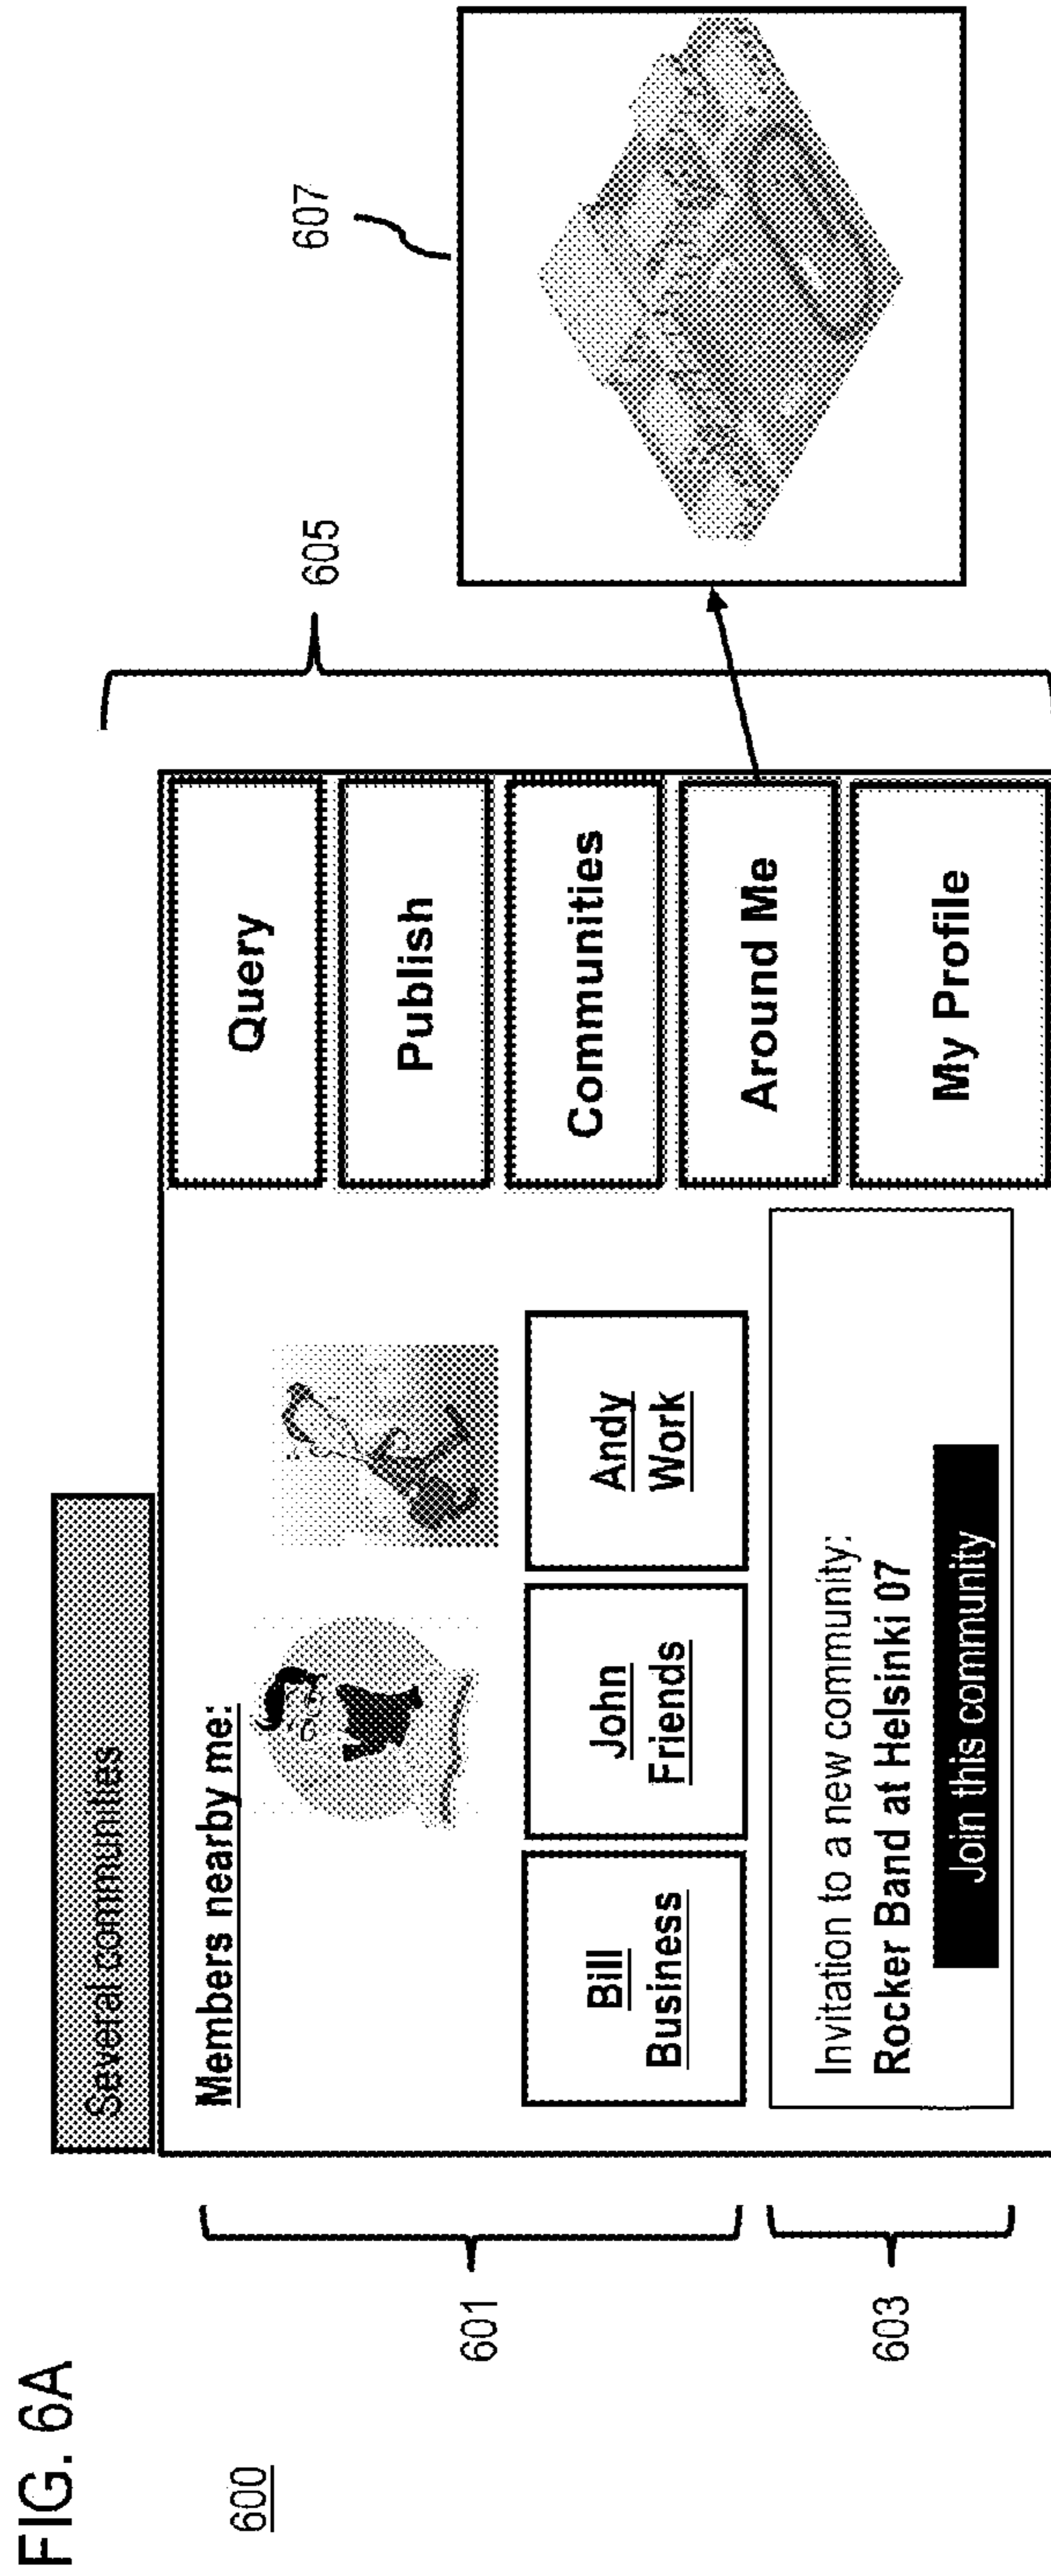 FIG. 6A
600
Several communities
Members nearby me:
Bill
Business
John
Friends
Andy
Work
Invitation to a new community:
Rocker Band at Helsinki 07
Join this community
Query
Publish
Communities
Around Me
My Profile
601
603
605
607